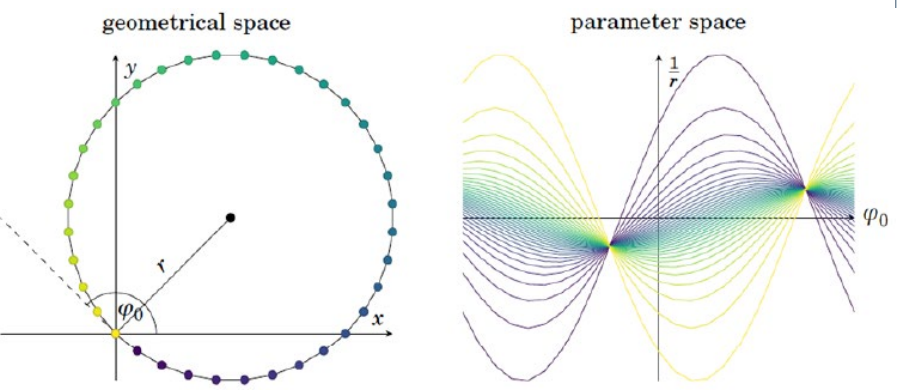 geometrical space
y
r
φ₀
x
parameter space
1/r
φ₀